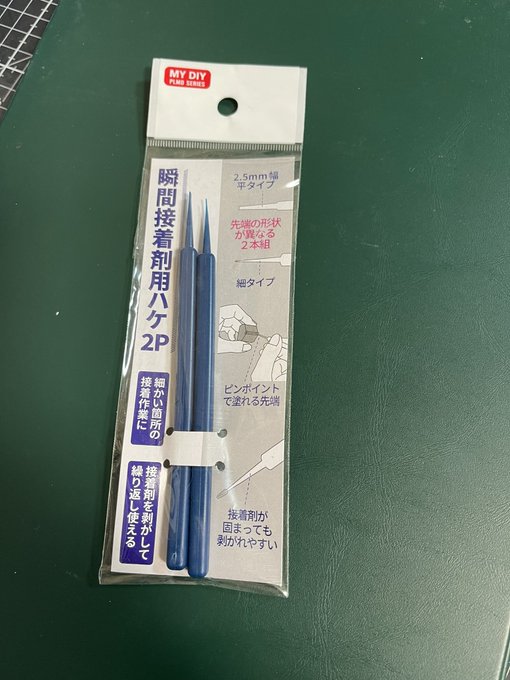 MY DIY
PLMO SERIES
瞬間接着剤用ハケ
2P
細かい箇所の
接着作業に
接着剤を剥がして
繰り返し使える
2.5mm幅
平タイプ
先端の形状
が異なる
2本組
細タイプ
ピンポイント
で塗れる先端
接着剤が
固まっても
剥がれやすい